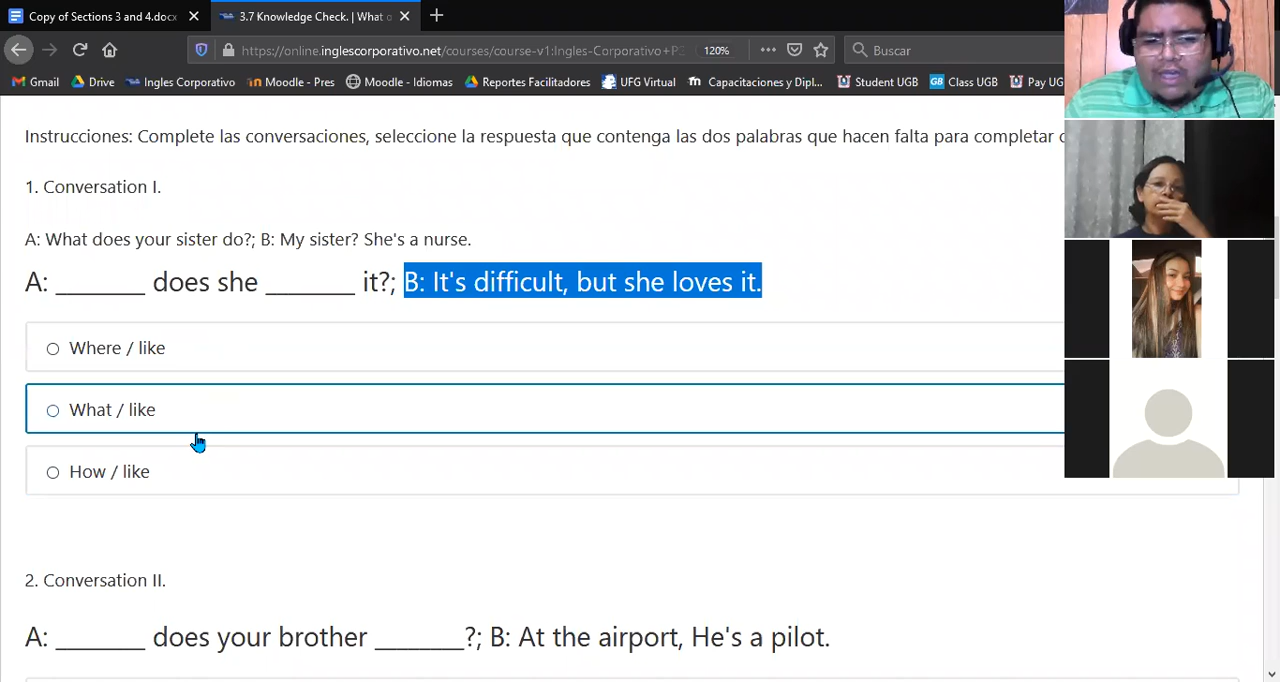 Copy of Sections 3 and 4.docx
3.7 Knowledge Check. | What o
https://online.inglescorporativo.net/courses/course-v1:Ingles-Corporativo+P
120%
Buscar
Gmail Drive Ingles Corporativo Moodle - Pres Moodle - Idiomas Reportes Facilitadores UFG Virtual Capacitaciones y Dipl... Student UGB Class UGB Pay UG
Instrucciones: Complete las conversaciones, seleccione la respuesta que contenga las dos palabras que hacen falta para completar
1. Conversation I.
A: What does your sister do?; B: My sister? She's a nurse.
A: ________ does she ________ it?; B: It's difficult, but she loves it.
Where / like
What / like
How / like
2. Conversation II.
A: ________ does your brother ________?; B: At the airport, He's a pilot.